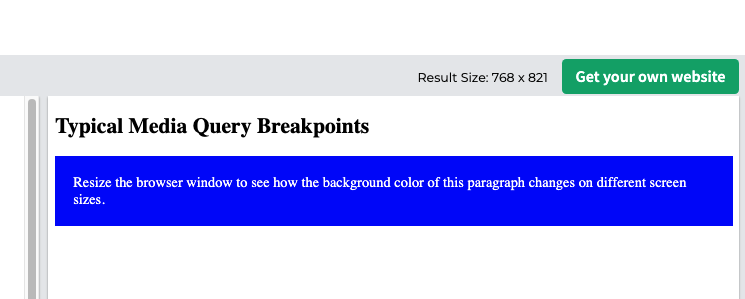 Result Size: 768 x 821
Get your own website
Typical Media Query Breakpoints
Resize the browser window to see how the background color of this paragraph changes on different screen
sizes.